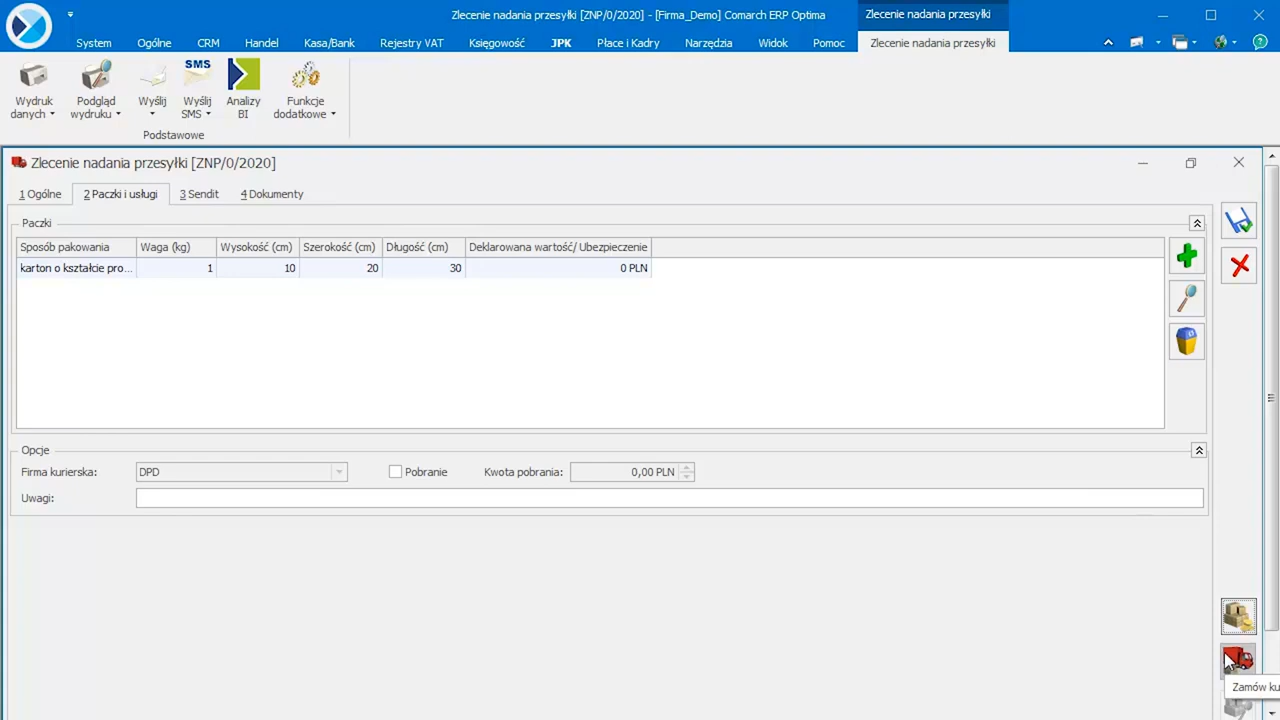 Zlecenie nadania przesyłki [ZNP/0/2020] - [Firma_Demo] Comarch ERP Optima
Zlecenie nadania przesyłki
System Ogólne CRM Handel Kasa/Bank Rejestry VAT Księgowość JPK Płace i Kadry Narzędzia Widok Pomoc Zlecenie nadania przesyłki
SMS
Wydruk danych
Podgląd wydruku
Wyślij
Wyślij SMS
Analizy BI
Funkcje dodatkowe
Podstawowe
Zlecenie nadania przesyłki [ZNP/0/2020]
1 Ogólne 2 Paczki i usługi 3 Sendit 4 Dokumenty
Paczki
Sposób pakowania Waga (kg) Wysokość (cm) Szerokość (cm) Długość (cm) Deklarowana wartość/ Ubezpieczenie
karton o kształcie pro... 1 10 20 30 0 PLN
Opcje
Firma kurierska: DPD Pobranie Kwota pobrania: 0,00 PLN
Uwagi:
Zamów ku